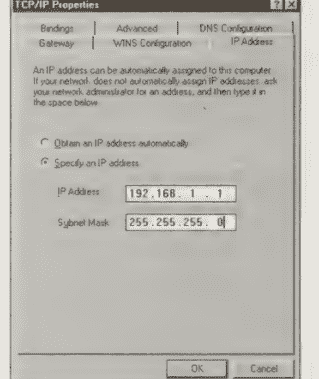 TCP/IP Properties
Bindings Advanced DNS Configuration
Gateway WINS Configuration IP Address
An IP address can be automatically assigned to this computer.
If your network does not automatically assign IP addresses, ask
your network administrator for an address, and then type it in
the space below.
Obtain an IP address automatically
Specify an IP address
IP Address 192.168. 1 . 1
Subnet Mask 255.255.255. 0
OK Cancel